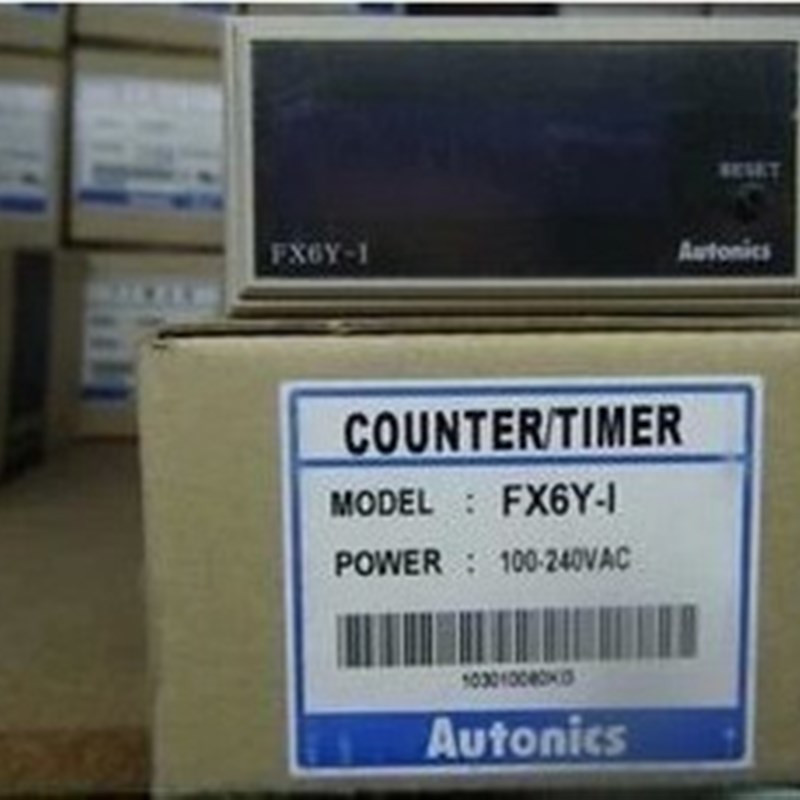 RESET
FX6Y-I
Autonics
COUNTER/TIMER
MODEL : FX6Y-I
POWER : 100-240VAC
Autonics